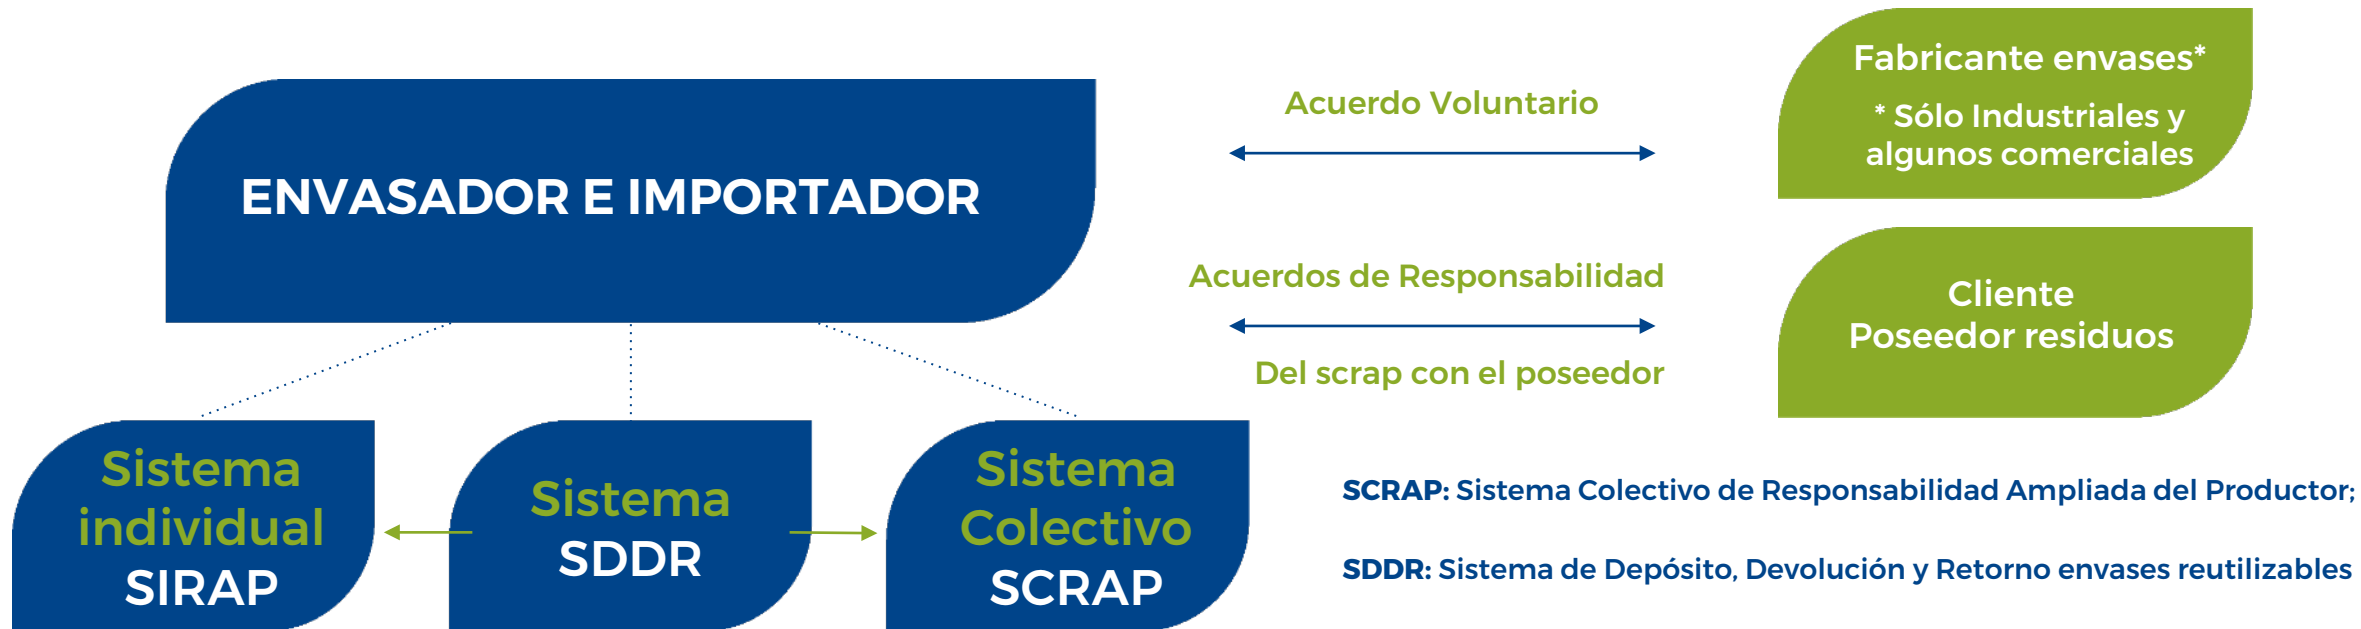 ENVASADOR E IMPORTADOR
Acuerdo Voluntario
Fabricante envases*
* Sólo Industriales y
algunos comerciales
Acuerdos de Responsabilidad
Del scrap con el poseedor
Cliente
Poseedor residuos
Sistema
individual
SIRAP
Sistema
SDDR
Sistema
Colectivo
SCRAP
SCRAP: Sistema Colectivo de Responsabilidad Ampliada del Productor;
SDDR: Sistema de Depósito, Devolución y Retorno envases reutilizables